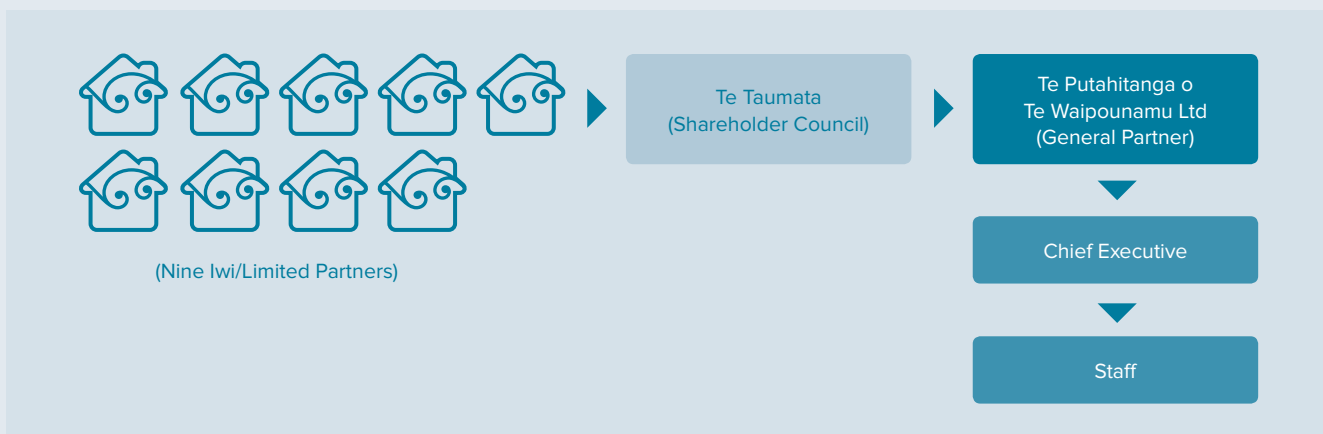 (Nine Iwi/Limited Partners)
Te Taumata
(Shareholder Council)
Te Putahitanga o
Te Waipounamu Ltd
(General Partner)
Chief Executive
Staff